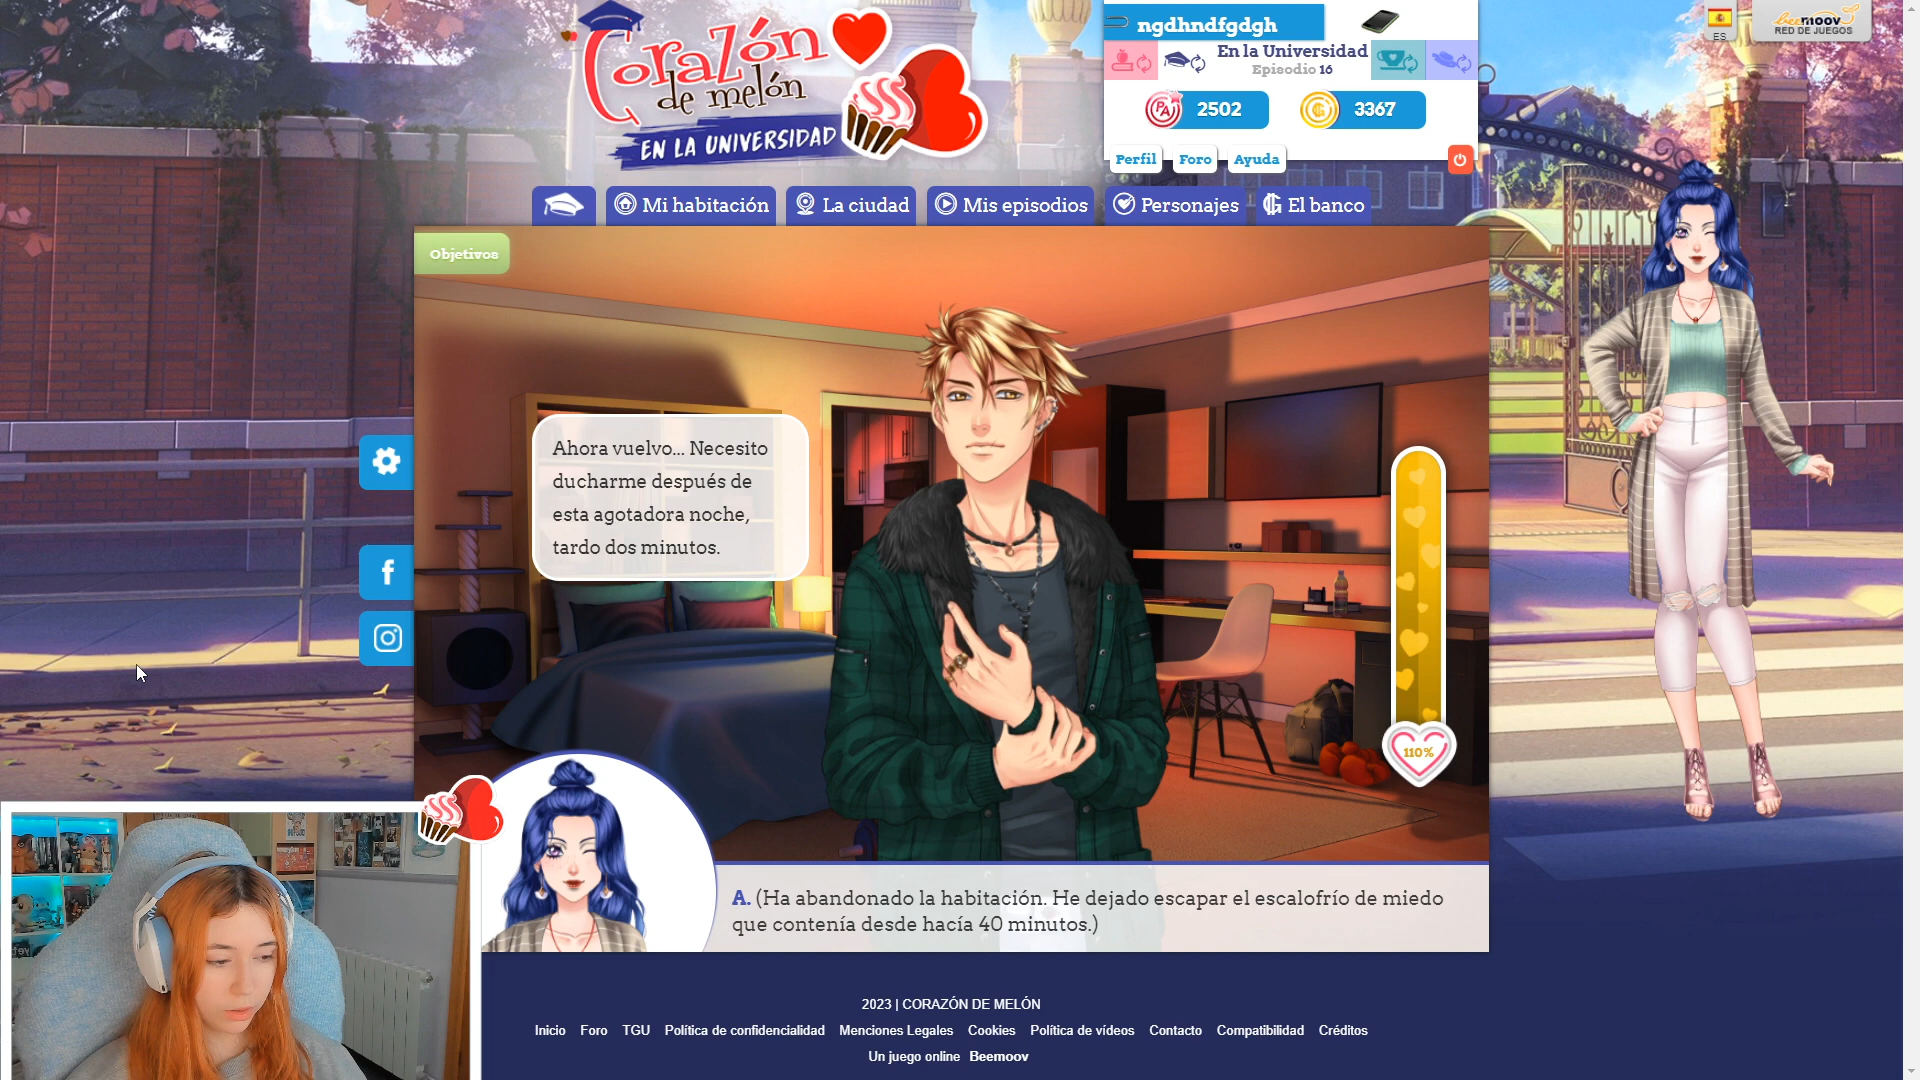 Corazón
de melón
EN LA UNIVERSIDAD
ngdhndfgdgh
En la Universidad
Episodio 16
PA
2502
3367
Perfil
Foro
Ayuda
ES
beemoov
RED DE JUEGOS
Mi habitación
La ciudad
Mis episodios
Personajes
El banco
Objetivos
Ahora vuelvo... Necesito
ducharme después de
esta agotadora noche,
tardo dos minutos.
110%
A. (Ha abandonado la habitación. He dejado escapar el escalofrío de miedo
que contenía desde hacía 40 minutos.)
2023 | CORAZÓN DE MELÓN
Inicio Foro TGU Política de confidencialidad Menciones Legales Cookies Política de vídeos Contacto Compatibilidad Créditos
Un juego online Beemoov